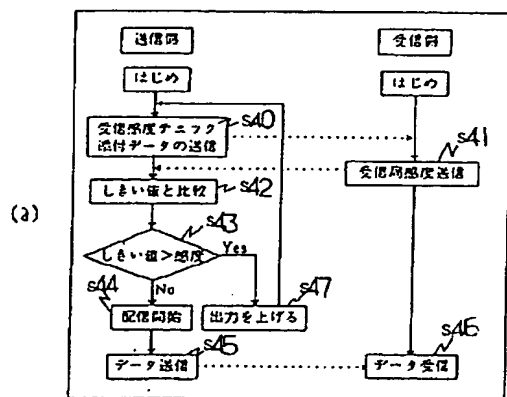 送信側
受信側
はじめ
はじめ
s40
受信感度チェック
添付データの送信
s41
受信側感度送信
しきい値と比較
s42
(a)
s43
しきい値>感度
Yes
No
s44
配信開始
出力を上げる
s47
データ送信
s45
データ受信
s46